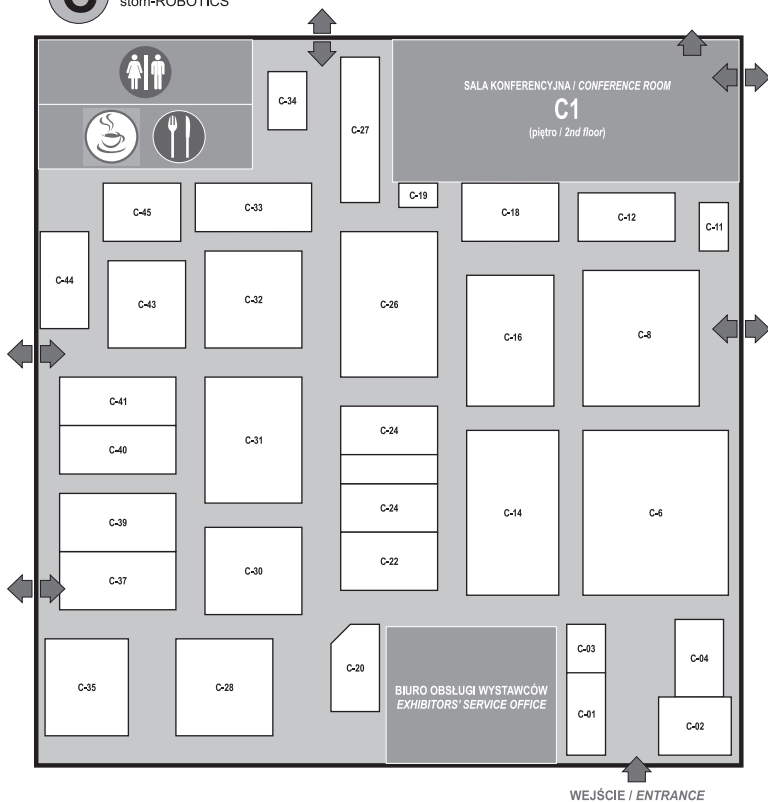 stom-ROBOTICS
SALA KONFERENCYJNA / CONFERENCE ROOM
C1
(piętro / 2nd floor)
C-34
C-27
C-19
C-45
C-33
C-18
C-12
C-11
C-44
C-43
C-32
C-26
C-16
C-8
C-41
C-40
C-31
C-24
C-24
C-14
C-6
C-39
C-37
C-30
C-22
C-35
C-28
C-20
BIURO OBSŁUGI WYSTAWCÓW
EXHIBITORS' SERVICE OFFICE
C-03
C-04
C-01
C-02
WEJŚCIE / ENTRANCE